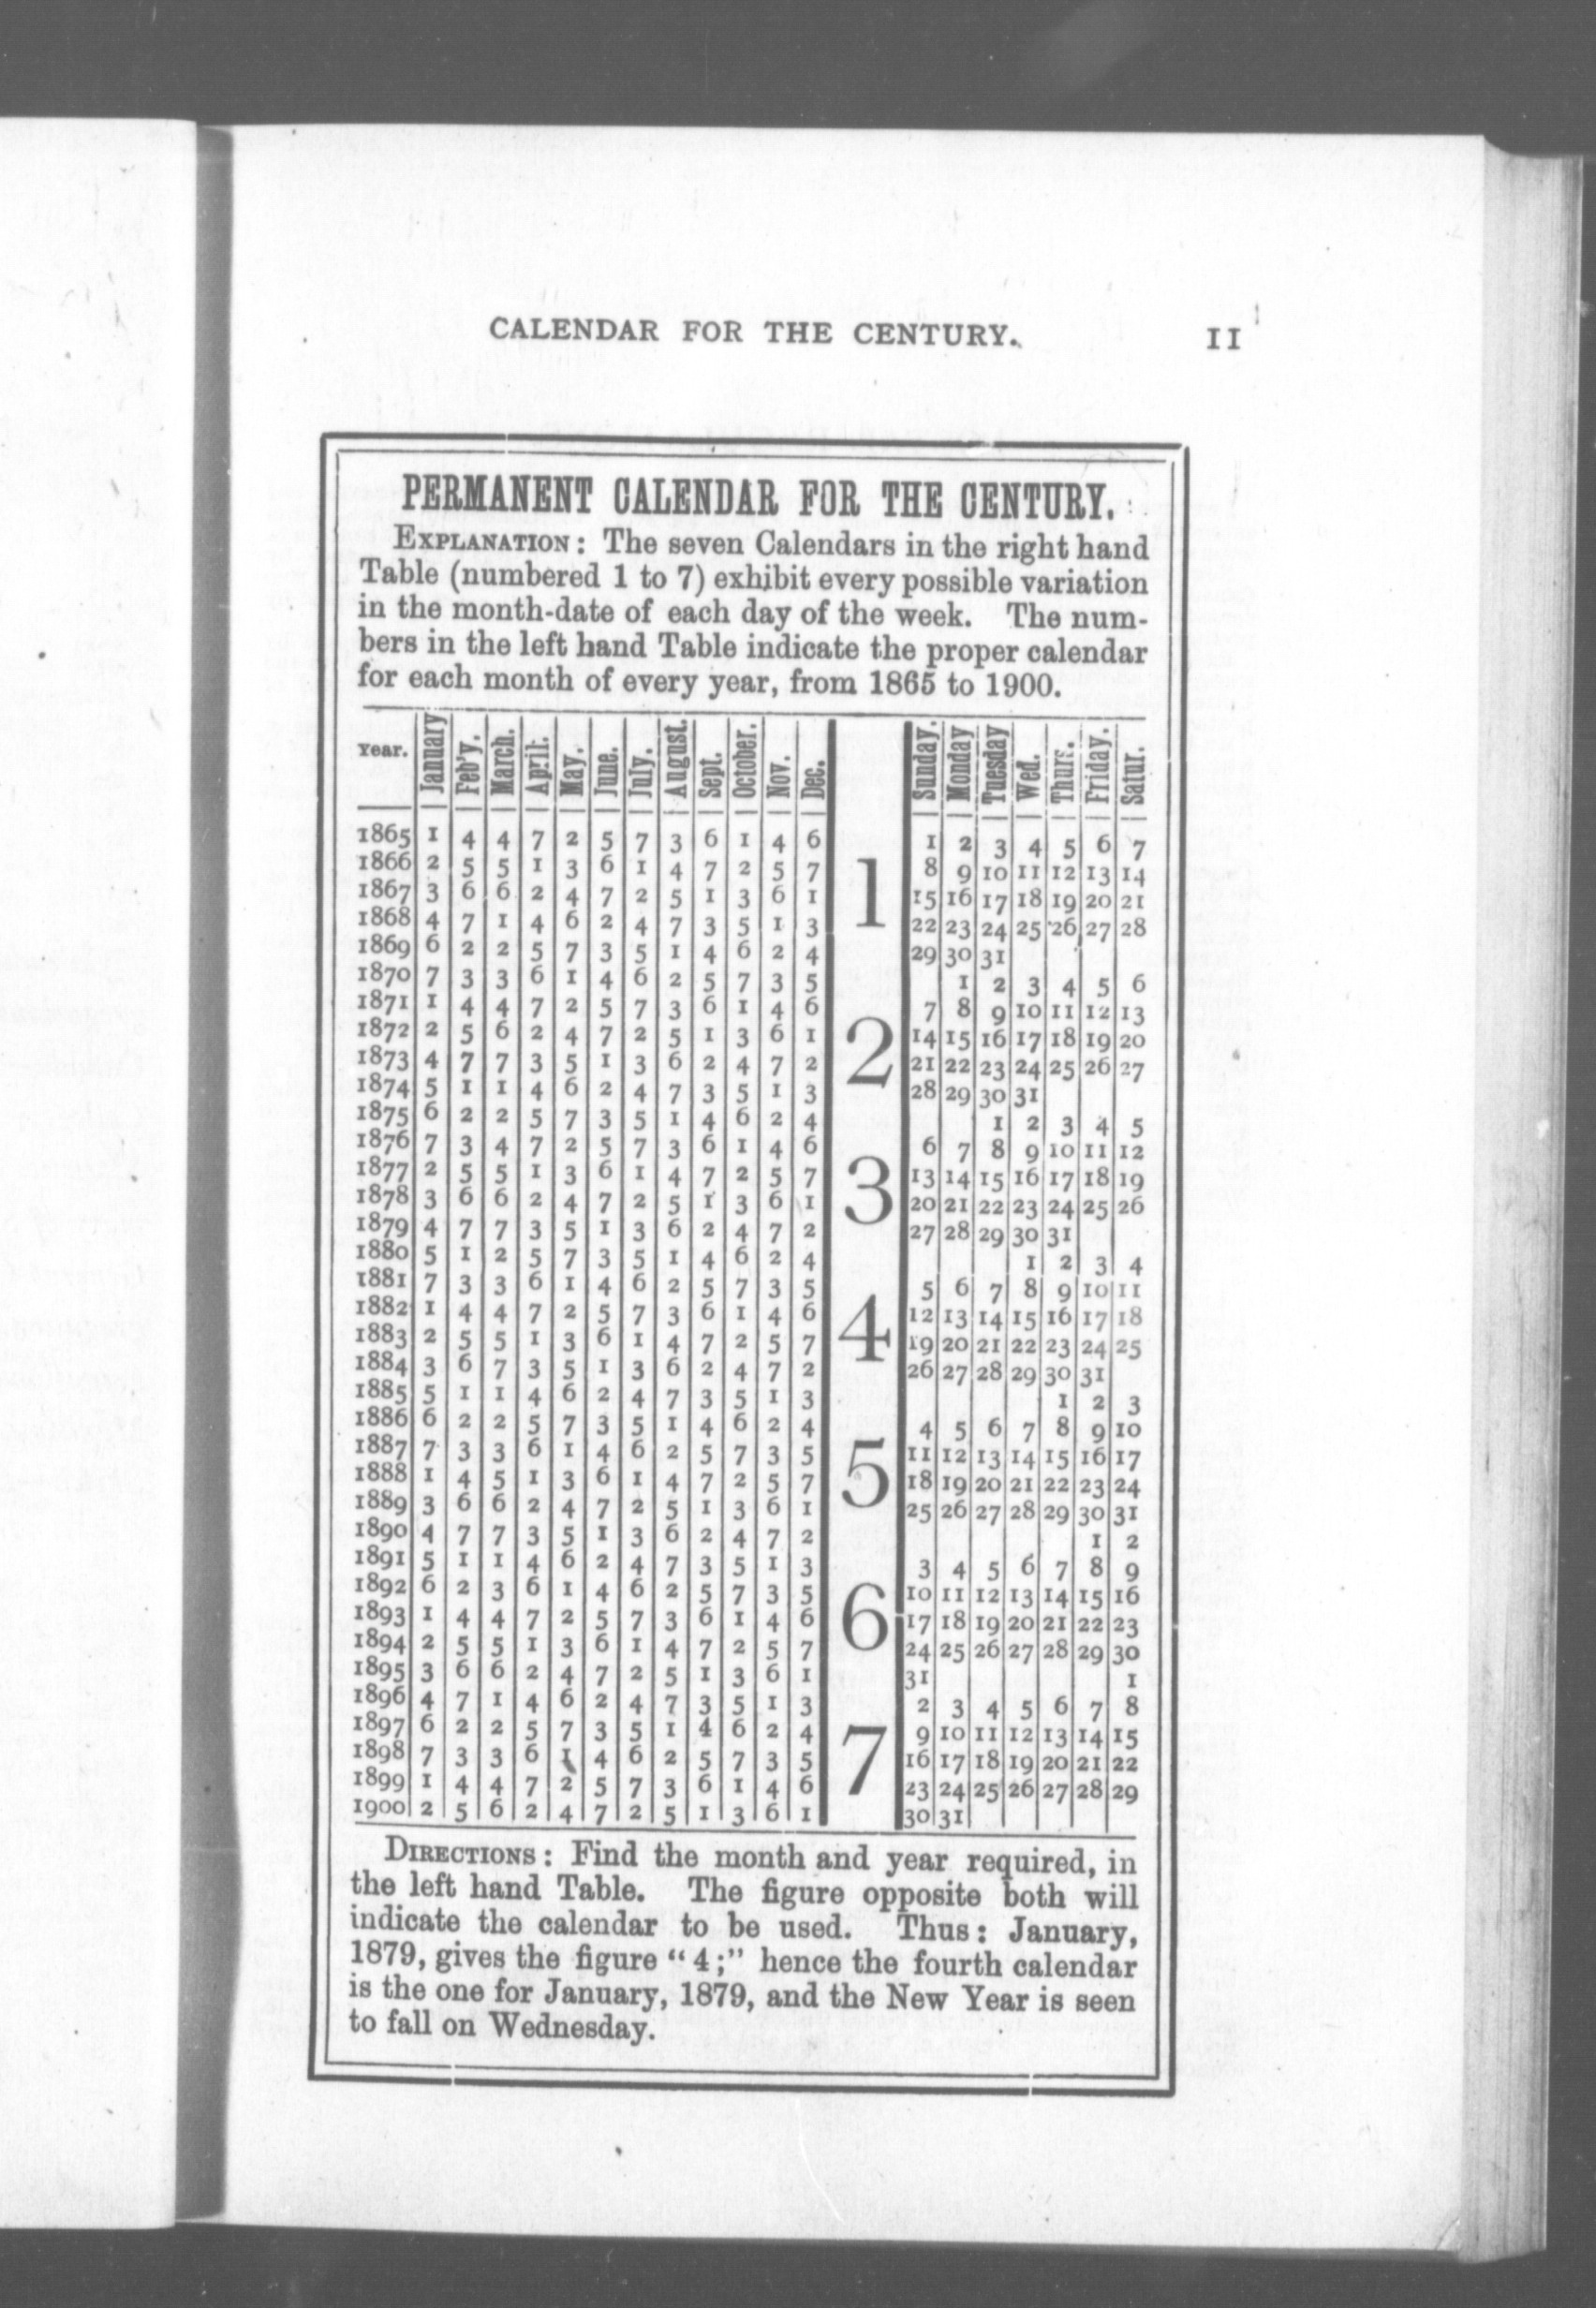 CALENDAR FOR THE CENTURY. 11
PERMANENT CALENDAR FOR THE CENTURY.
EXPLANATION: The seven Calendars in the right hand
Table (numbered 1 to 7) exhibit every possible variation
in the month-date of each day of the week. The num-
bers in the left hand Table indicate the proper calendar
for each month of every year, from 1865 to 1900.
Year. January Feb'y. March. April. May. June. July. August. Sept. October. Nov. Dec.
1865 1 4 4 7 2 5 7 3 6 1 4 6
1866 2 5 5 1 3 6 1 4 7 2 5 7
1867 3 6 6 2 4 7 2 5 1 3 6 1
1868 4 7 1 4 6 2 4 7 3 5 1 3
1869 6 2 2 5 7 3 5 1 4 6 2 4
1870 7 3 3 6 1 4 6 2 5 7 3 5
1871 1 4 4 7 2 5 7 3 6 1 4 6
1872 2 5 6 2 4 7 2 5 1 3 6 1
1873 4 7 7 3 5 1 3 6 2 4 7 2
1874 5 1 1 4 6 2 4 7 3 5 1 3
1875 6 2 2 5 7 3 5 1 4 6 2 4
1876 7 3 4 7 2 5 7 3 6 1 4 6
1877 2 5 5 1 3 6 1 4 7 2 5 7
1878 3 6 6 2 4 7 2 5 1 3 6 1
1879 4 7 7 3 5 1 3 6 2 4 7 2
1880 5 1 2 5 7 3 5 1 4 6 2 4
1881 7 3 3 6 1 4 6 2 5 7 3 5
1882 1 4 4 7 2 5 7 3 6 1 4 6
1883 2 5 5 1 3 6 1 4 7 2 5 7
1884 3 6 7 3 5 1 3 6 2 4 7 2
1885 5 1 1 4 6 2 4 7 3 5 1 3
1886 6 2 2 5 7 3 5 1 4 6 2 4
1887 7 3 3 6 1 4 6 2 5 7 3 5
1888 1 4 5 1 3 6 1 4 7 2 5 7
1889 3 6 6 2 4 7 2 5 1 3 6 1
1890 4 7 7 3 5 1 3 6 2 4 7 2
1891 5 1 1 4 6 2 4 7 3 5 1 3
1892 6 2 3 6 1 4 6 2 5 7 3 5
1893 1 4 4 7 2 5 7 3 6 1 4 6
1894 2 5 5 1 3 6 1 4 7 2 5 7
1895 3 6 6 2 4 7 2 5 1 3 6 1
1896 4 7 1 4 6 2 4 7 3 5 1 3
1897 6 2 2 5 7 3 5 1 4 6 2 4
1898 7 3 3 6 1 4 6 2 5 7 3 5
1899 1 4 4 7 2 5 7 3 6 1 4 6
1900 2 5 6 2 4 7 2 5 1 3 6 1
Sunday. Monday Tuesday Wed. Thurs. Friday. Satur.
1
1 2 3 4 5 6 7
8 9 10 11 12 13 14
15 16 17 18 19 20 21
22 23 24 25 26 27 28
29 30 31
2
1 2 3 4 5 6
7 8 9 10 11 12 13
14 15 16 17 18 19 20
21 22 23 24 25 26 27
28 29 30 31
3
1 2 3 4 5
6 7 8 9 10 11 12
13 14 15 16 17 18 19
20 21 22 23 24 25 26
27 28 29 30 31
4
1 2 3 4
5 6 7 8 9 10 11
12 13 14 15 16 17 18
19 20 21 22 23 24 25
26 27 28 29 30 31
5
1 2 3
4 5 6 7 8 9 10
11 12 13 14 15 16 17
18 19 20 21 22 23 24
25 26 27 28 29 30 31
6
1 2
3 4 5 6 7 8 9
10 11 12 13 14 15 16
17 18 19 20 21 22 23
24 25 26 27 28 29 30
31 1
7
2 3 4 5 6 7 8
9 10 11 12 13 14 15
16 17 18 19 20 21 22
23 24 25 26 27 28 29
30 31
DIRECTIONS: Find the month and year required, in
the left hand Table. The figure opposite both will
indicate the calendar to be used. Thus: January,
1879, gives the figure "4;" hence the fourth calendar
is the one for January, 1879, and the New Year is seen
to fall on Wednesday.